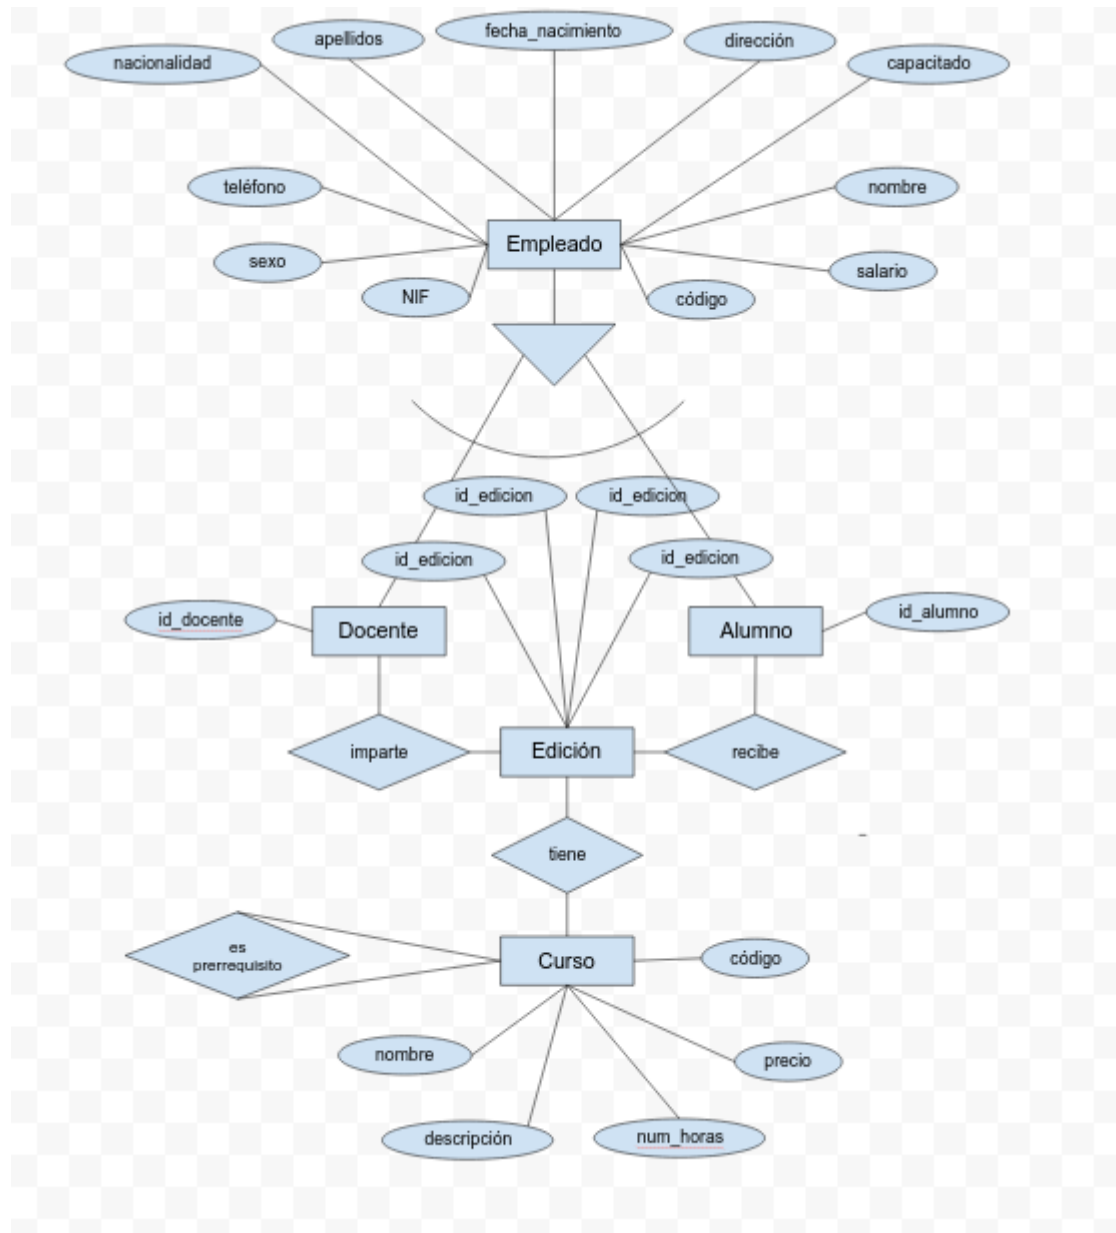 fecha_nacimiento
apellidos
dirección
nacionalidad
capacitado
teléfono
nombre
Empleado
sexo
salario
NIF
código
id_edicion
id_edicion
id_edicion
id_edicion
id_docente
Docente
Alumno
id_alumno
imparte
Edición
recibe
tiene
es
prerrequisito
Curso
código
nombre
precio
descripción
num_horas